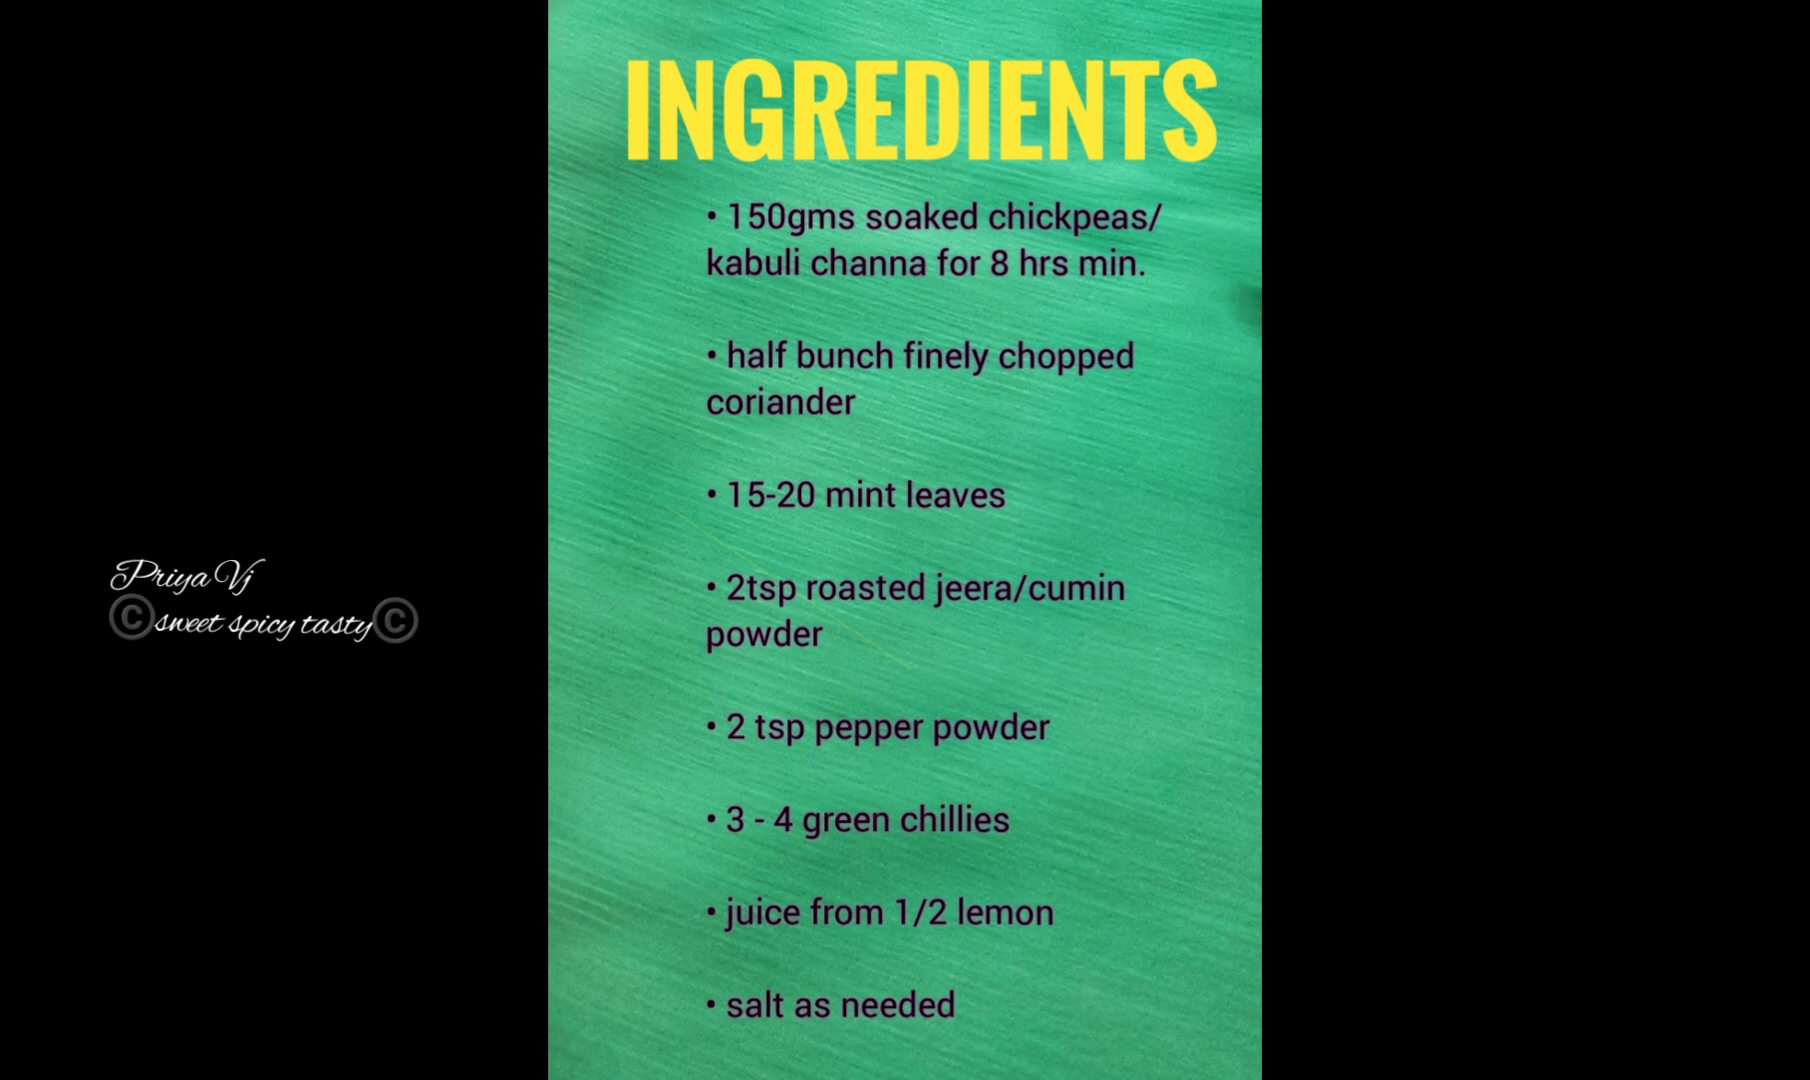 INGREDIENTS
• 150gms soaked chickpeas/
kabuli channa for 8 hrs min.
• half bunch finely chopped
coriander
• 15-20 mint leaves
• 2tsp roasted jeera/cumin
powder
• 2 tsp pepper powder
• 3 - 4 green chillies
• juice from 1/2 lemon
• salt as needed
Priya Vj
©sweet spicy tasty©